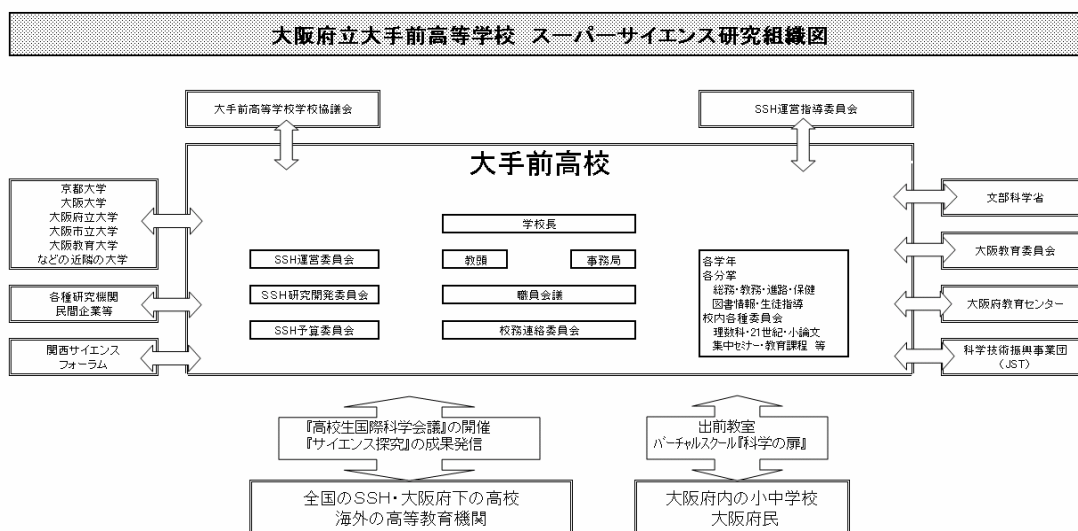 大阪府立大手前高等学校 スーパーサイエンス研究組織図
大手前高等学校学校協議会
SSH運営指導委員会
大手前高校
京都大学
大阪大学
大阪府立大学
大阪市立大学
大阪教育大学
などの近隣の大学
各種研究機関
民間企業等
関西サイエンス
フォーラム
学校長
SSH運営委員会
教頭
事務局
SSH研究開発委員会
職員会議
SSH予算委員会
校務連絡委員会
各学年
各分掌
総務・教務・進路・保健
図書情報・生徒指導
校内各種委員会
理数科・21世紀・小論文
集中セミナー・教育課程 等
文部科学省
大阪教育委員会
大阪府教育センター
科学技術振興事業団
(JST)
『高校生国際科学会議』の開催
『サイエンス探究』の成果発信
出前教室
バーチャルスクール『科学の扉』
全国のSSH・大阪府下の高校
海外の高等教育機関
大阪府内の小中学校
大阪府民